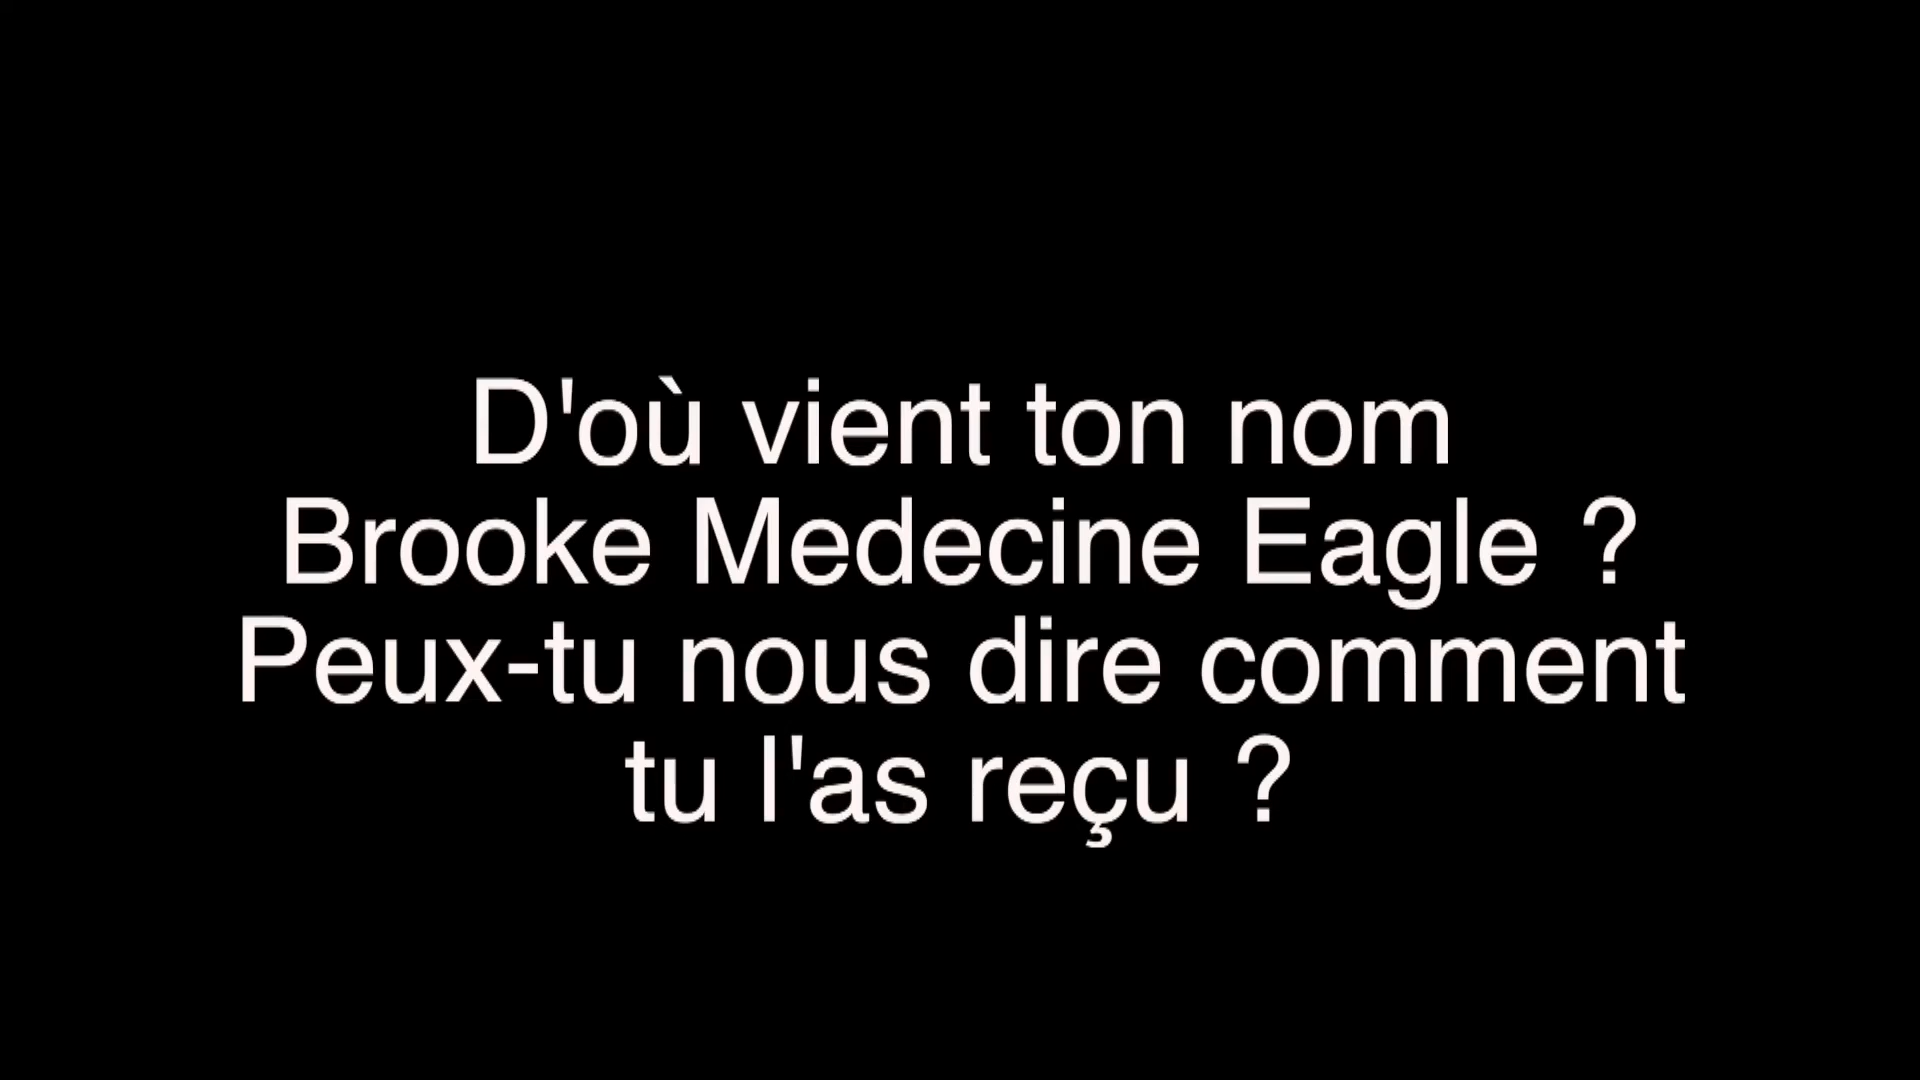 D'où vient ton nom
Brooke Medecine Eagle ?
Peux-tu nous dire comment
tu l'as reçu ?